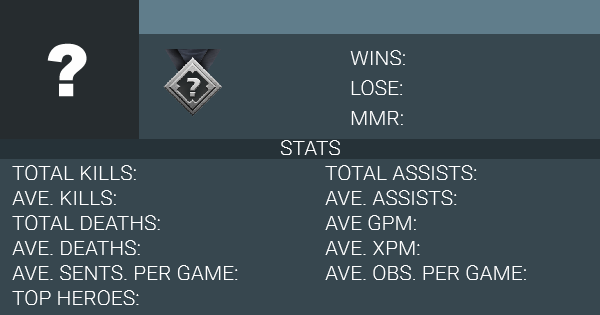 ?
?
WINS:
LOSE:
MMR:
STATS
TOTAL KILLS:
AVE. KILLS:
TOTAL DEATHS:
AVE. DEATHS:
AVE. SENTS. PER GAME:
TOP HEROES:
TOTAL ASSISTS:
AVE. ASSISTS:
AVE GPM:
AVE. XPM:
AVE. OBS. PER GAME: